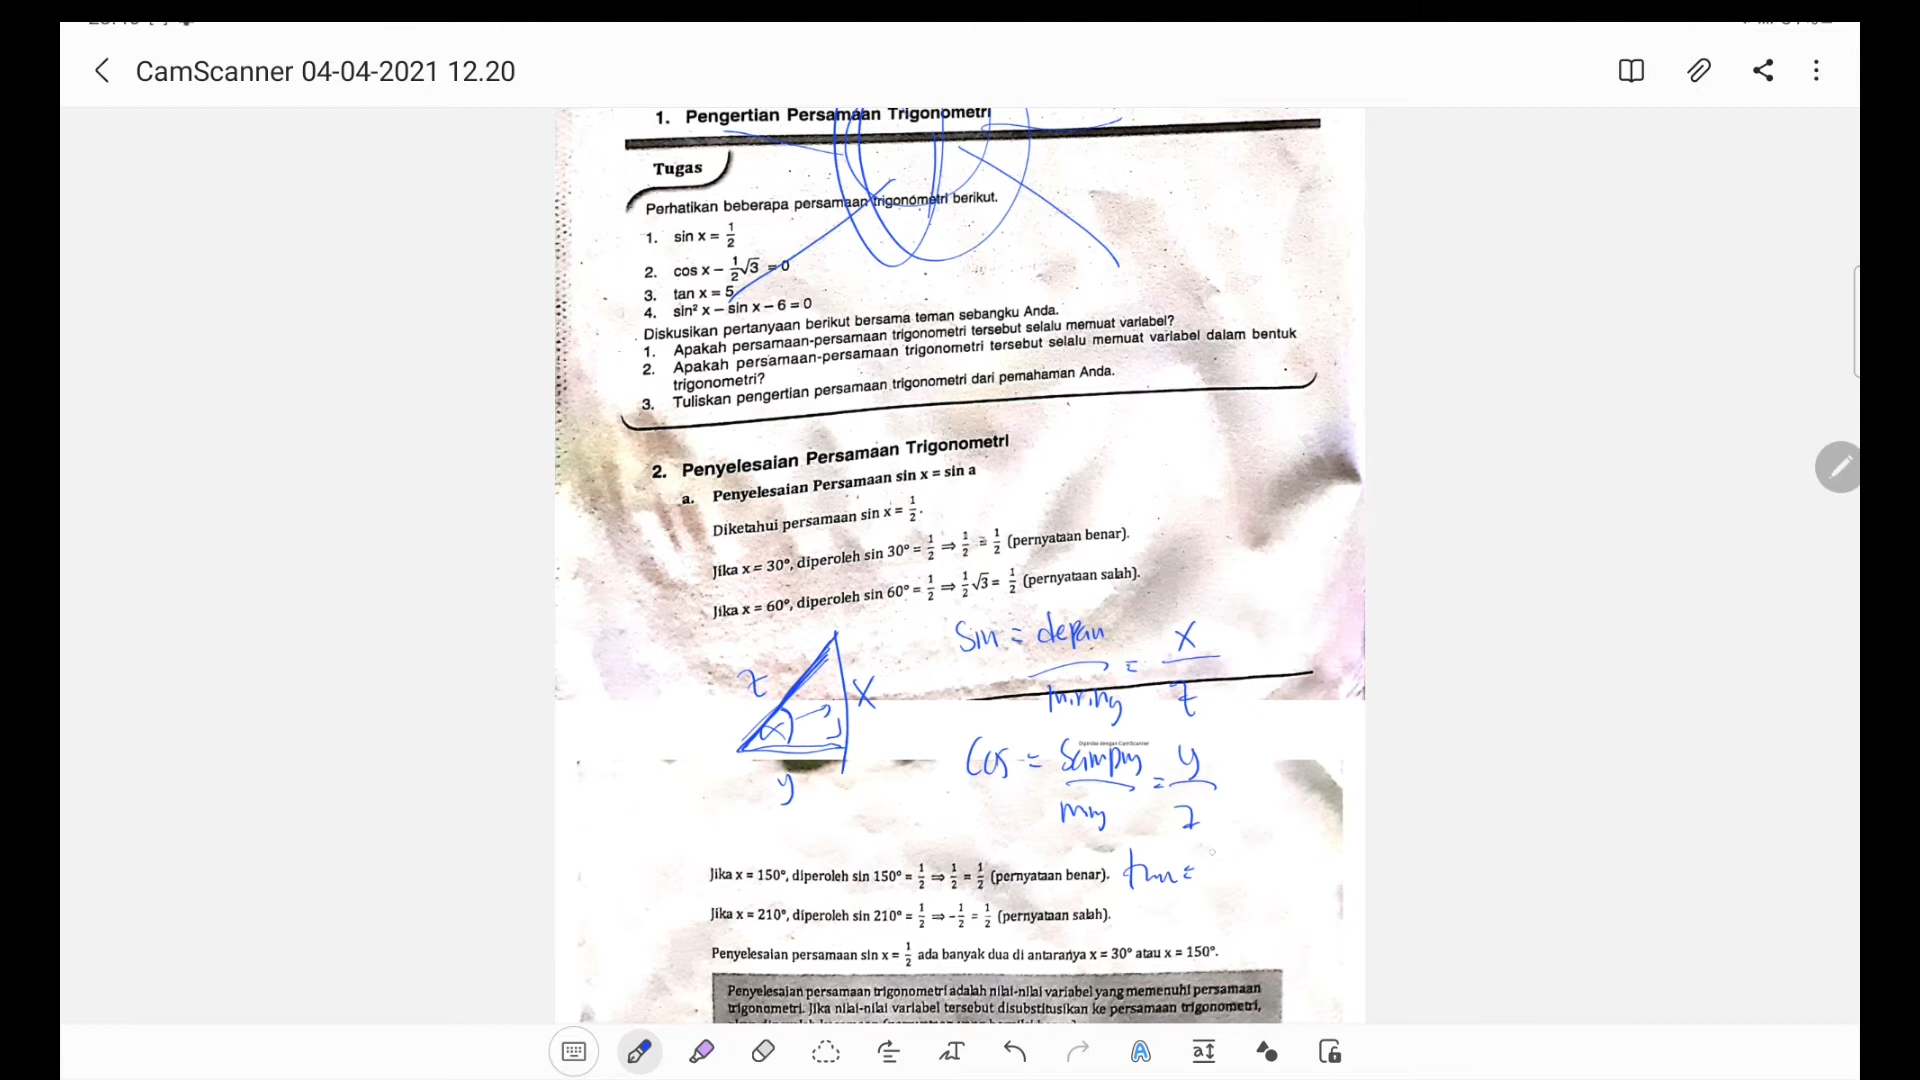 CamScanner 04-04-2021 12.20
1. Pengertian Persamaan Trigonometri
Tugas
Perhatikan beberapa persamaan trigonometri berikut.
1. sin x = 1/2
2. cos x – 1/2 √3 = 0
3. tan x = 5
4. sin² x – sin x – 6 = 0
Diskusikan pertanyaan berikut bersama teman sebangku Anda.
1. Apakah persamaan-persamaan trigonometri tersebut selalu memuat variabel?
2. Apakah persamaan-persamaan trigonometri tersebut selalu memuat variabel dalam bentuk
trigonometri?
3. Tuliskan pengertian persamaan trigonometri dari pemahaman Anda.
2. Penyelesaian Persamaan Trigonometri
a. Penyelesaian Persamaan sin x = sin a
Diketahui persamaan sin x = 1/2.
Jika x = 30°, diperoleh sin 30° = 1/2 ⇒ 1/2 = 1/2 (pernyataan benar).
Jika x = 60°, diperoleh sin 60° = 1/2 ⇒ 1/2 √3 = 1/2 (pernyataan salah).
Sin = depan / miring = x / z
z
x
α
y
Dipindai dengan CamScanner
Cos = samping / = y / z
tan =
Jika x = 150°, diperoleh sin 150° = 1/2 ⇒ 1/2 = 1/2 (pernyataan benar).
Jika x = 210°, diperoleh sin 210° = 1/2 ⇒ -1/2 = 1/2 (pernyataan salah).
Penyelesaian persamaan sin x = 1/2 ada banyak dua di antaranya x = 30° atau x = 150°.
Penyelesaian persamaan trigonometri adalah nilai-nilai variabel yang memenuhi persamaan
trigonometri. Jika nilai-nilai variabel tersebut disubstitusikan ke persamaan trigonometri,